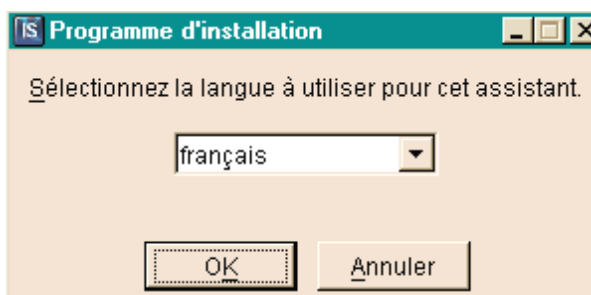 IS Programme d'installation
Sélectionnez la langue à utiliser pour cet assistant.
français
OK Annuler